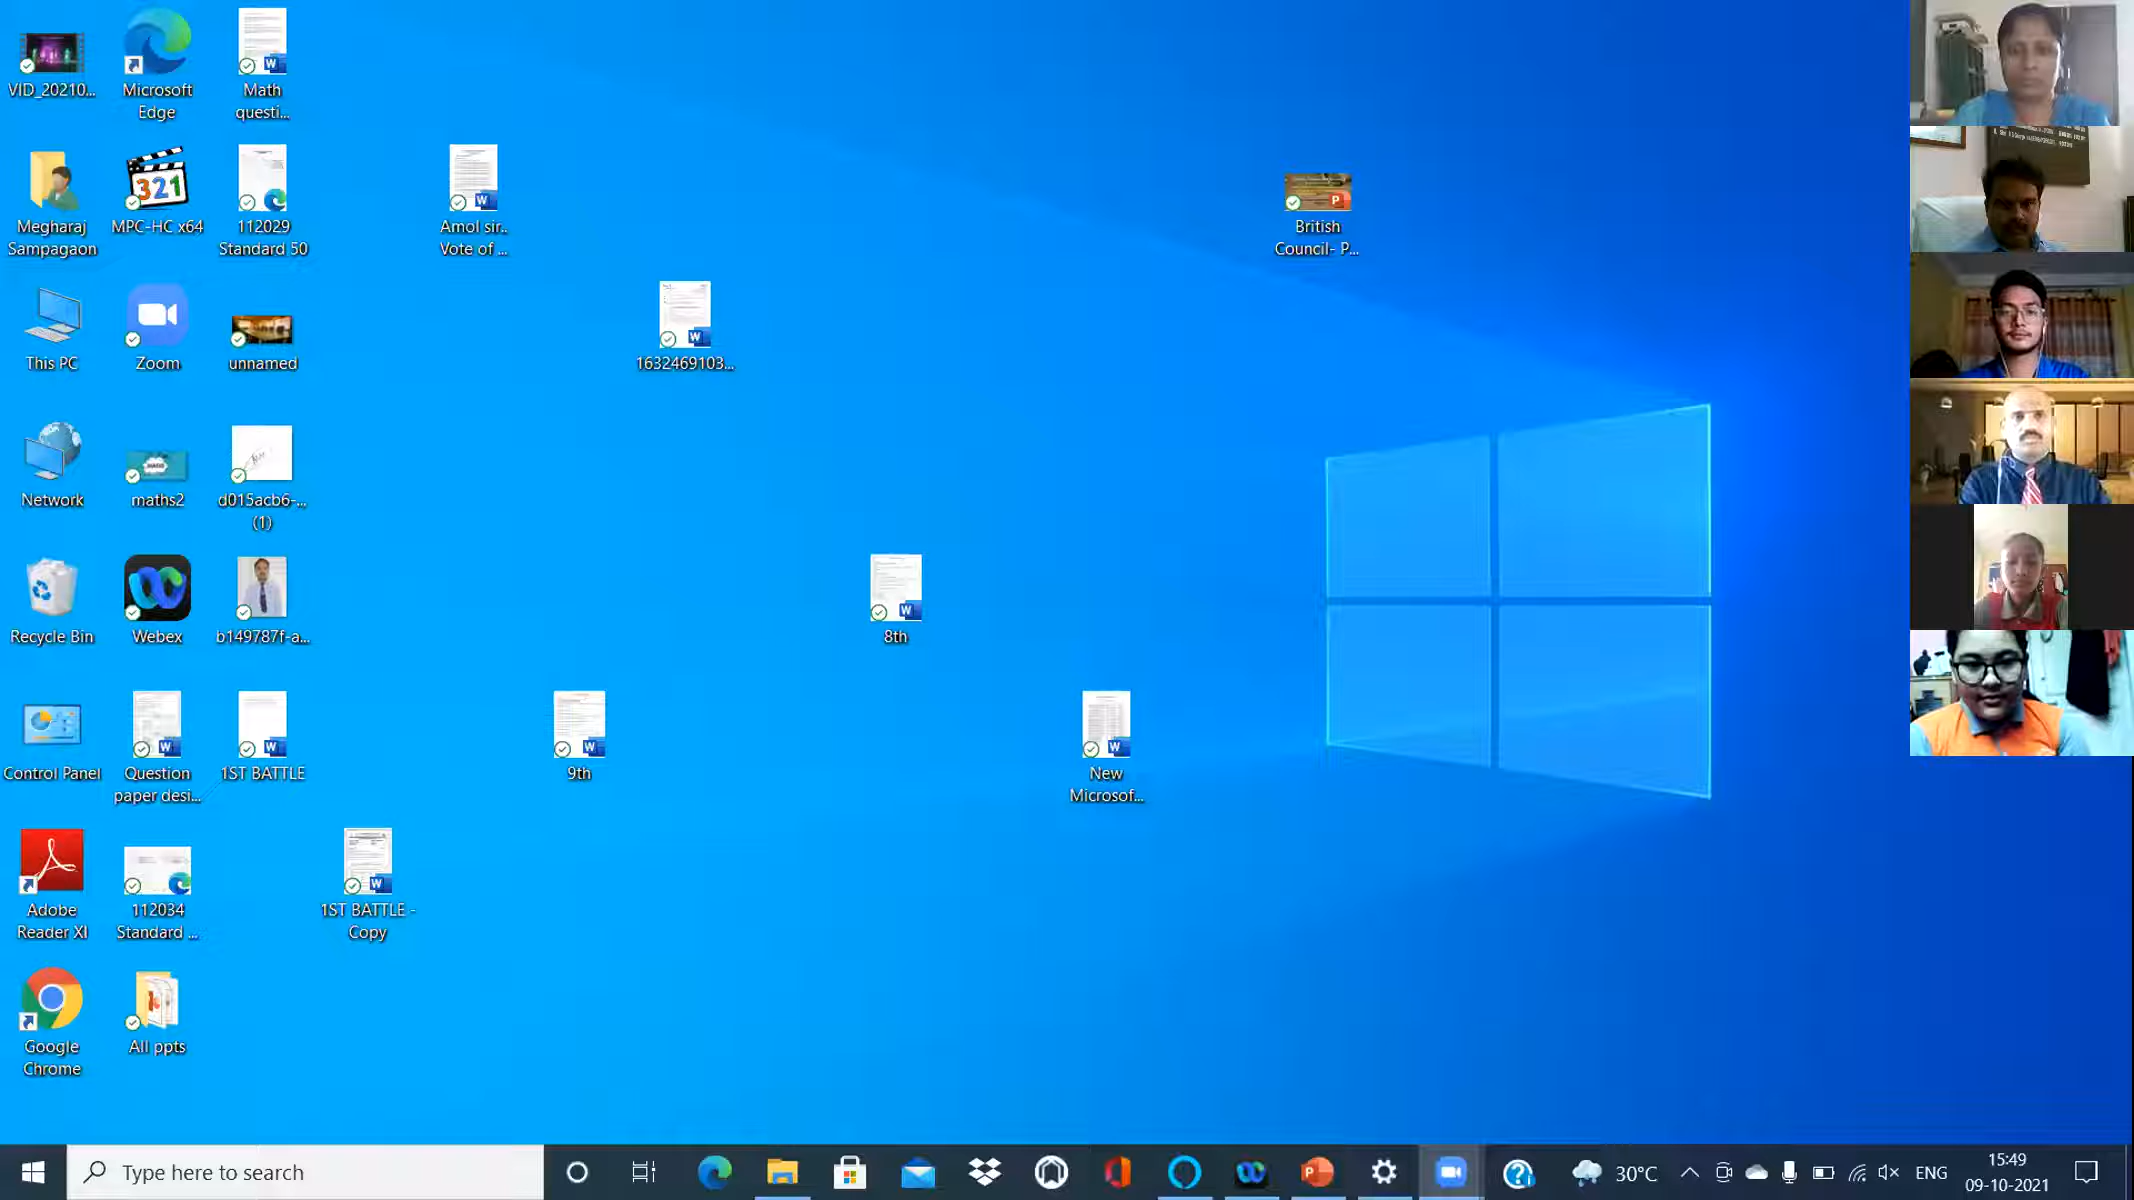 VID_20210...
Microsoft
Edge
Math
questi...
Megharaj
Sampagaon
MPC-HC x64
321
112029
Standard 50
Amol sir..
Vote of ...
British
Council- P...
This PC
Zoom
unnamed
1632469103...
Network
maths2
d015acb6-...
(1)
Recycle Bin
Webex
b149787f-a...
8th
Control Panel
Question
paper desi...
1ST BATTLE
9th
New
Microsof...
Adobe
Reader XI
112034
Standard ...
1ST BATTLE -
Copy
Google
Chrome
All ppts
Type here to search
30°C
ENG
15:49
09-10-2021